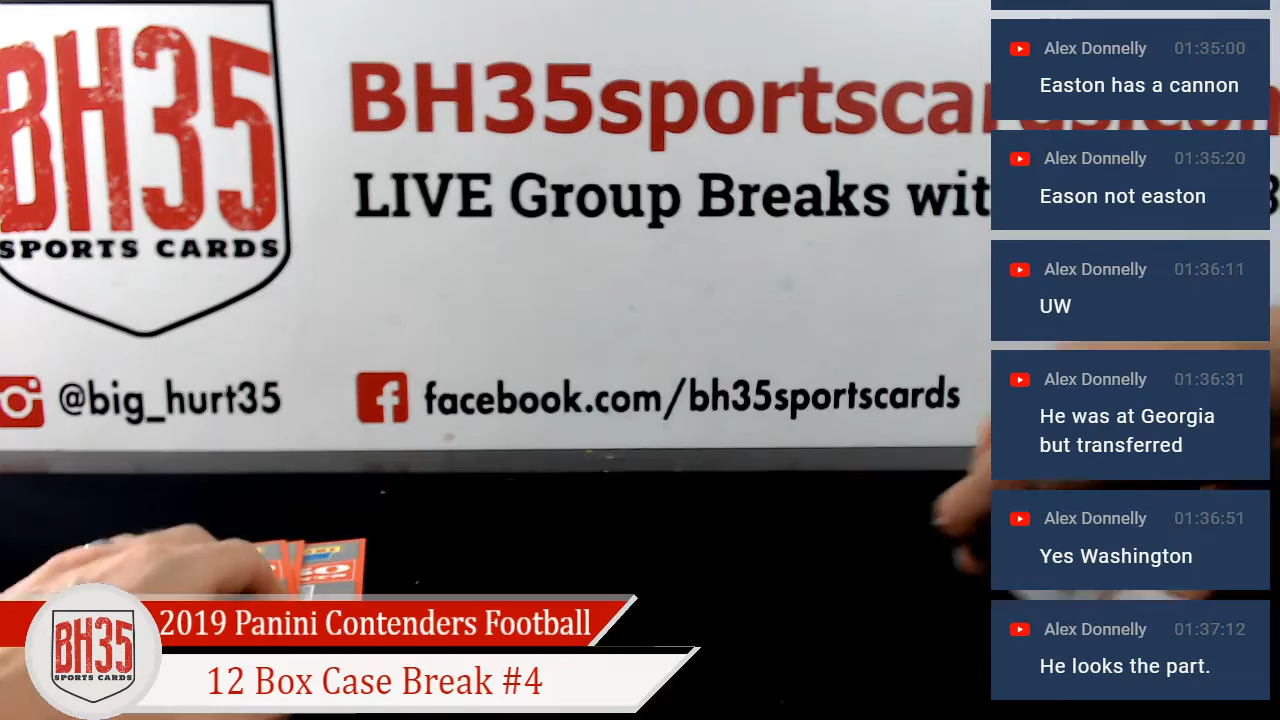 BH35
SPORTS CARDS
BH35sportsca
LIVE Group Breaks wit
@big_hurt35
facebook.com/bh35sportscards
BH35
SPORTS CARDS
2019 Panini Contenders Football
12 Box Case Break #4
Alex Donnelly 01:35:00
Easton has a cannon
Alex Donnelly 01:35:20
Eason not easton
Alex Donnelly 01:36:11
UW
Alex Donnelly 01:36:31
He was at Georgia
but transferred
Alex Donnelly 01:36:51
Yes Washington
Alex Donnelly 01:37:12
He looks the part.